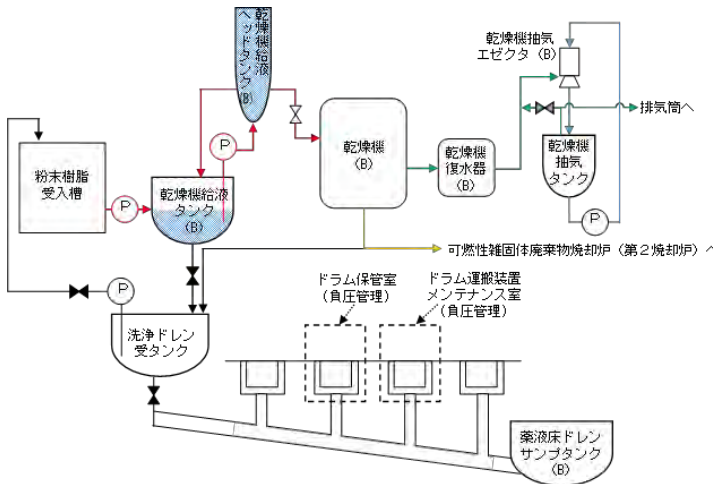 乾燥機給液
ヘッドタンク
(B)
乾燥機抽気
エゼクタ (B)
排気筒へ
粉末樹脂
受入槽
P
P
乾燥機給液
タンク
(B)
乾燥機
(B)
乾燥機
復水器
(B)
乾燥機
抽気
タンク
P
可燃性雑固体廃棄物焼却炉（第２焼却炉）へ
P
洗浄ドレン
受タンク
ドラム保管室
（負圧管理）
ドラム運搬装置
メンテナンス室
（負圧管理）
薬液床ドレン
サンプタンク
(B)